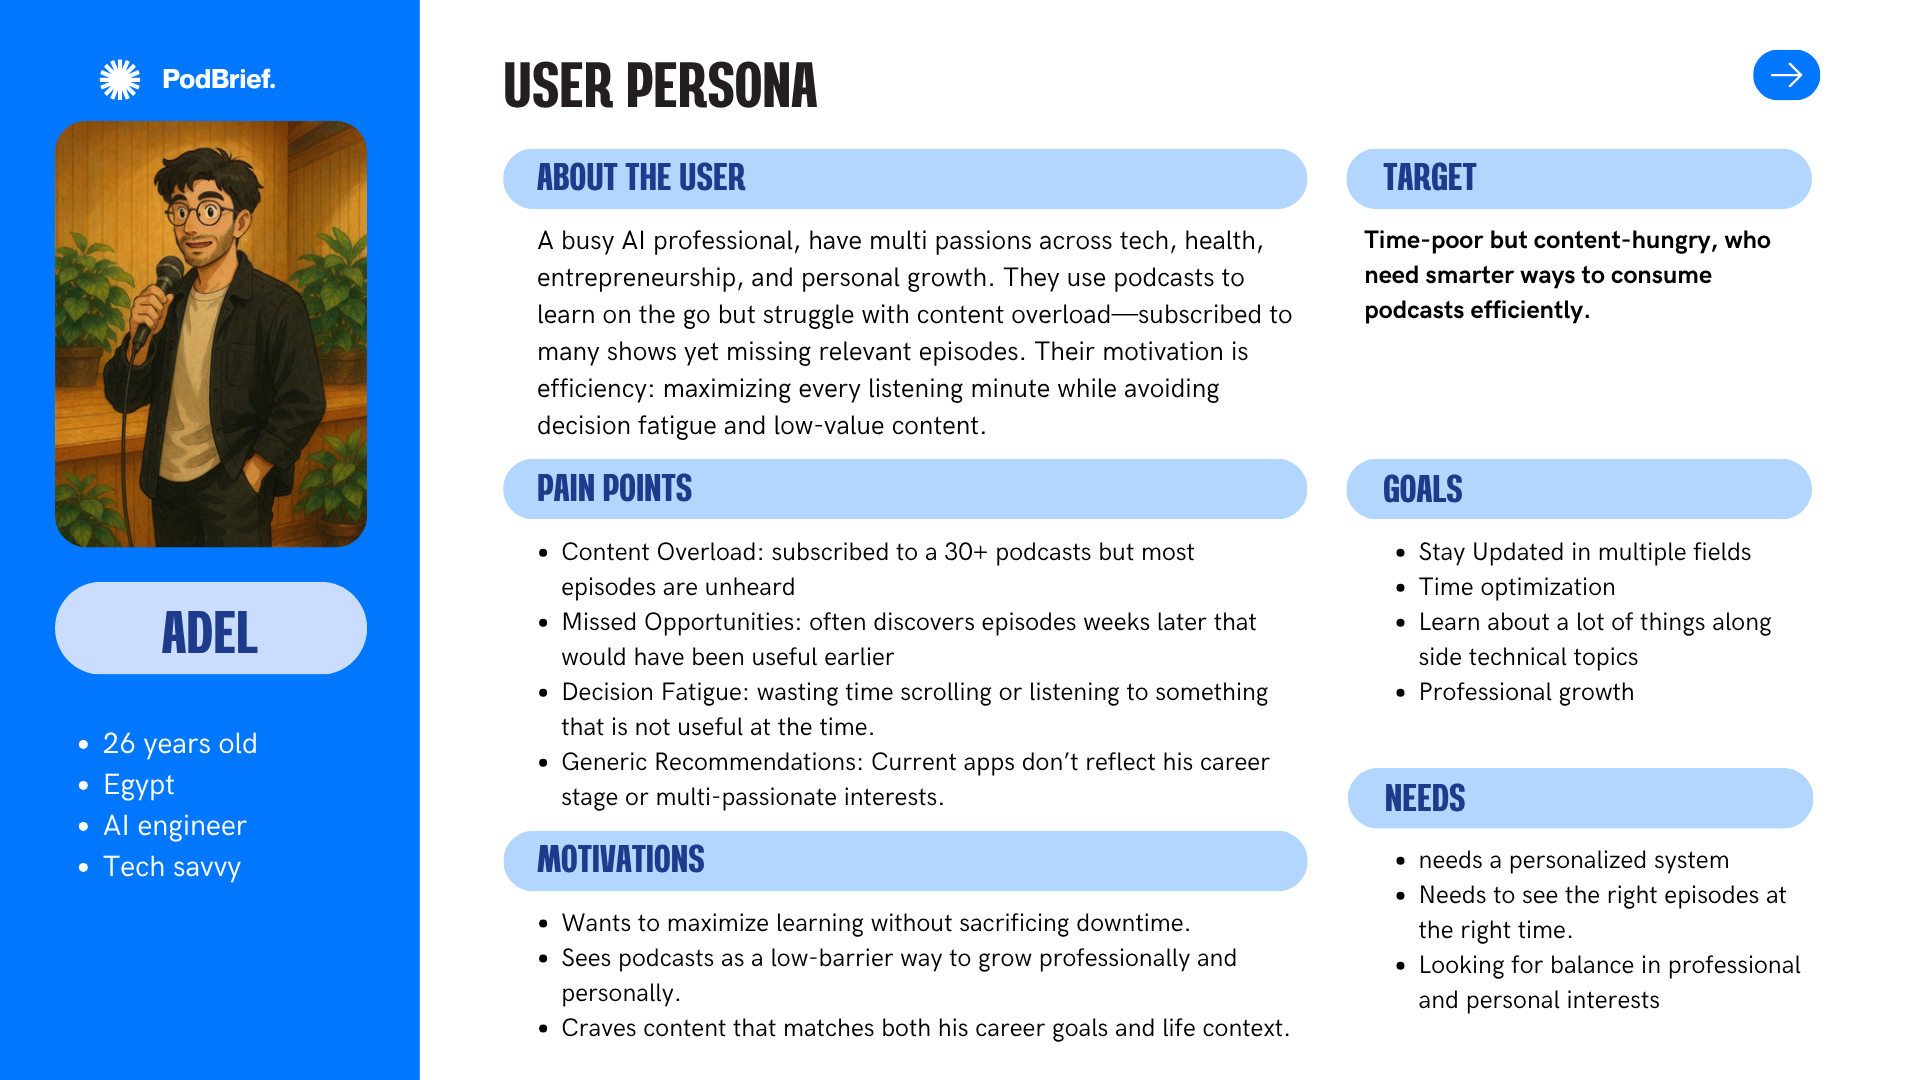 PodBrief.
ADEL
• 26 years old
• Egypt
• AI engineer
• Tech savvy
USER PERSONA
ABOUT THE USER
A busy AI professional, have multi passions across tech, health,
entrepreneurship, and personal growth. They use podcasts to
learn on the go but struggle with content overload—subscribed to
many shows yet missing relevant episodes. Their motivation is
efficiency: maximizing every listening minute while avoiding
decision fatigue and low-value content.
PAIN POINTS
• Content Overload: subscribed to a 30+ podcasts but most
episodes are unheard
• Missed Opportunities: often discovers episodes weeks later that
would have been useful earlier
• Decision Fatigue: wasting time scrolling or listening to something
that is not useful at the time.
• Generic Recommendations: Current apps don’t reflect his career
stage or multi-passionate interests.
MOTIVATIONS
• Wants to maximize learning without sacrificing downtime.
• Sees podcasts as a low-barrier way to grow professionally and
personally.
• Craves content that matches both his career goals and life context.
TARGET
Time-poor but content-hungry, who
need smarter ways to consume
podcasts efficiently.
GOALS
• Stay Updated in multiple fields
• Time optimization
• Learn about a lot of things along
side technical topics
• Professional growth
NEEDS
• needs a personalized system
• Needs to see the right episodes at
the right time.
• Looking for balance in professional
and personal interests